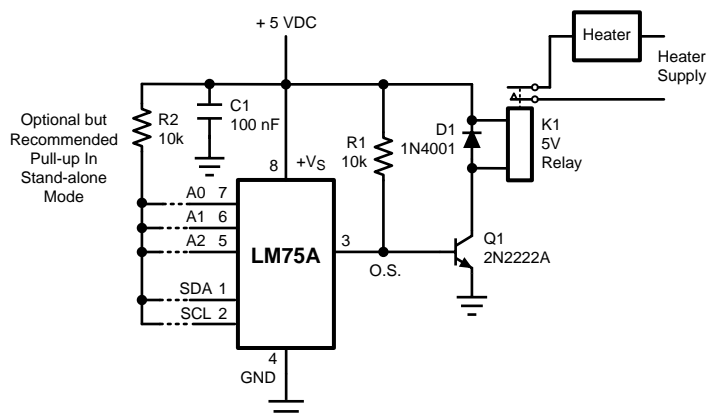 + 5 VDC
Heater
Heater
Supply
C1
100 nF
R2
10k
Optional but
Recommended
Pull-up In
Stand-alone
Mode
R1
10k
D1
1N4001
K1
5V
Relay
8 +VS
A0 7
A1 6
A2 5
LM75A
3
O.S.
Q1
2N2222A
SDA 1
SCL 2
4
GND